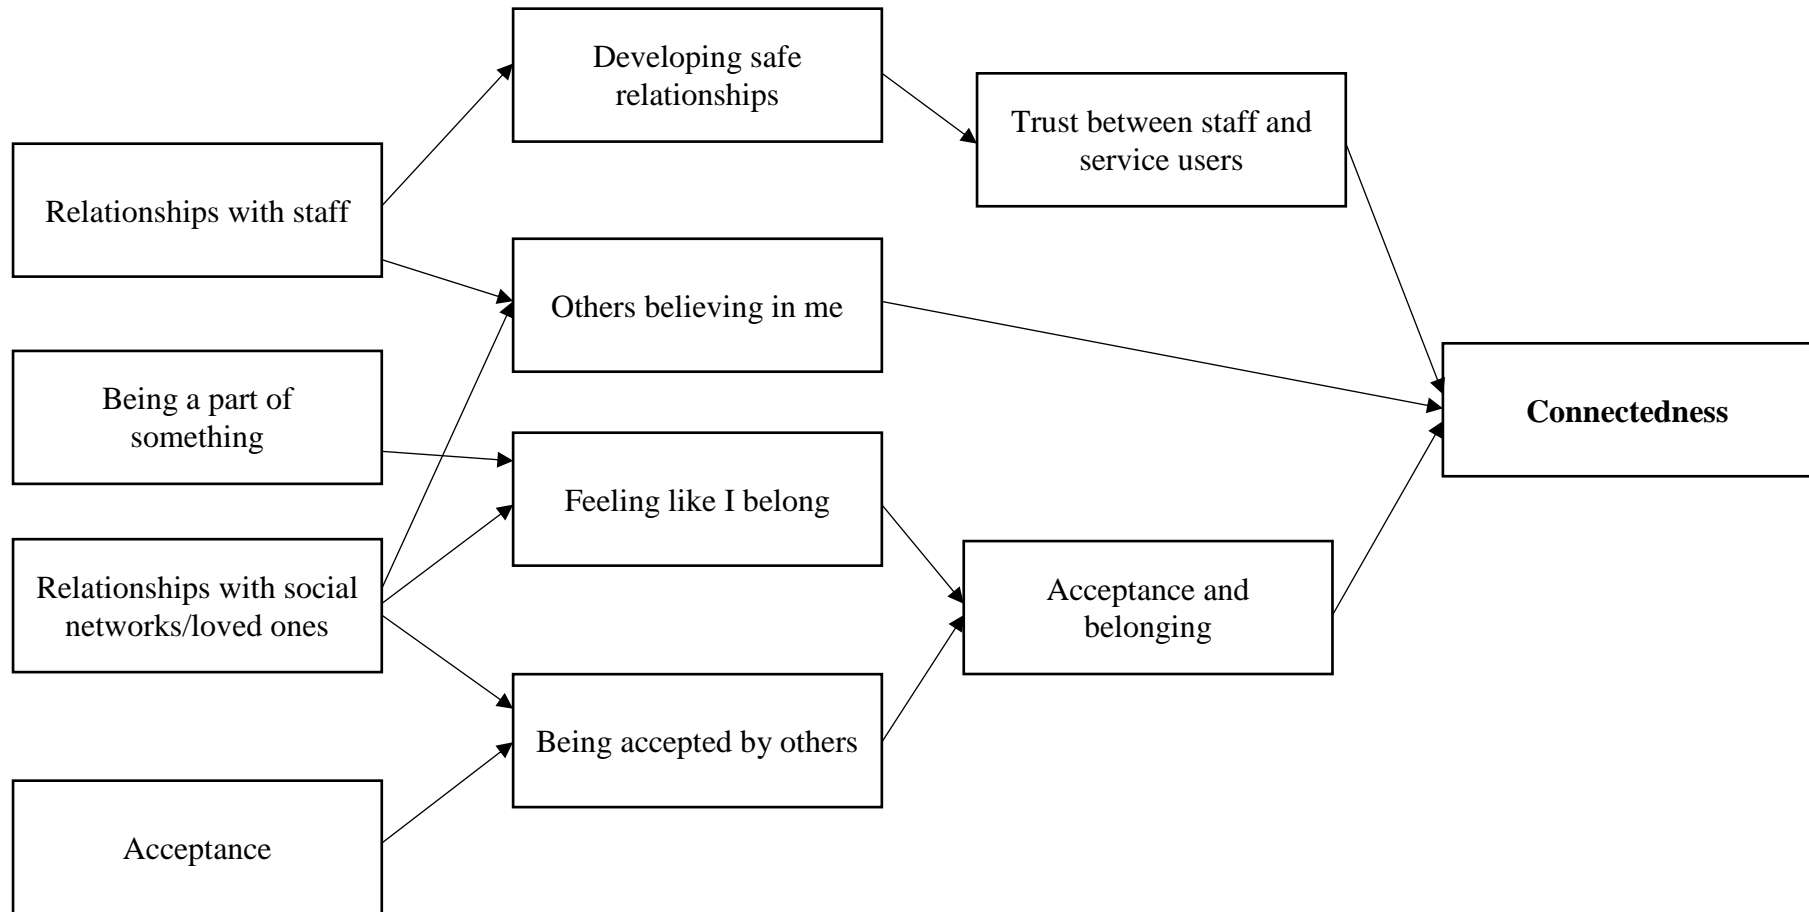 Developing safe
relationships
Trust between staff and
service users
Relationships with staff
Others believing in me
Being a part of
something
Connectedness
Feeling like I belong
Relationships with social
networks/loved ones
Acceptance and
belonging
Being accepted by others
Acceptance